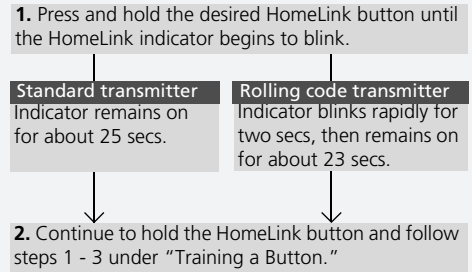 1. Press and hold the desired HomeLink button until
the HomeLink indicator begins to blink.
Standard transmitter
Indicator remains on
for about 25 secs.
Rolling code transmitter
Indicator blinks rapidly for
two secs, then remains on
for about 23 secs.
2. Continue to hold the HomeLink button and follow
steps 1 - 3 under “Training a Button.”